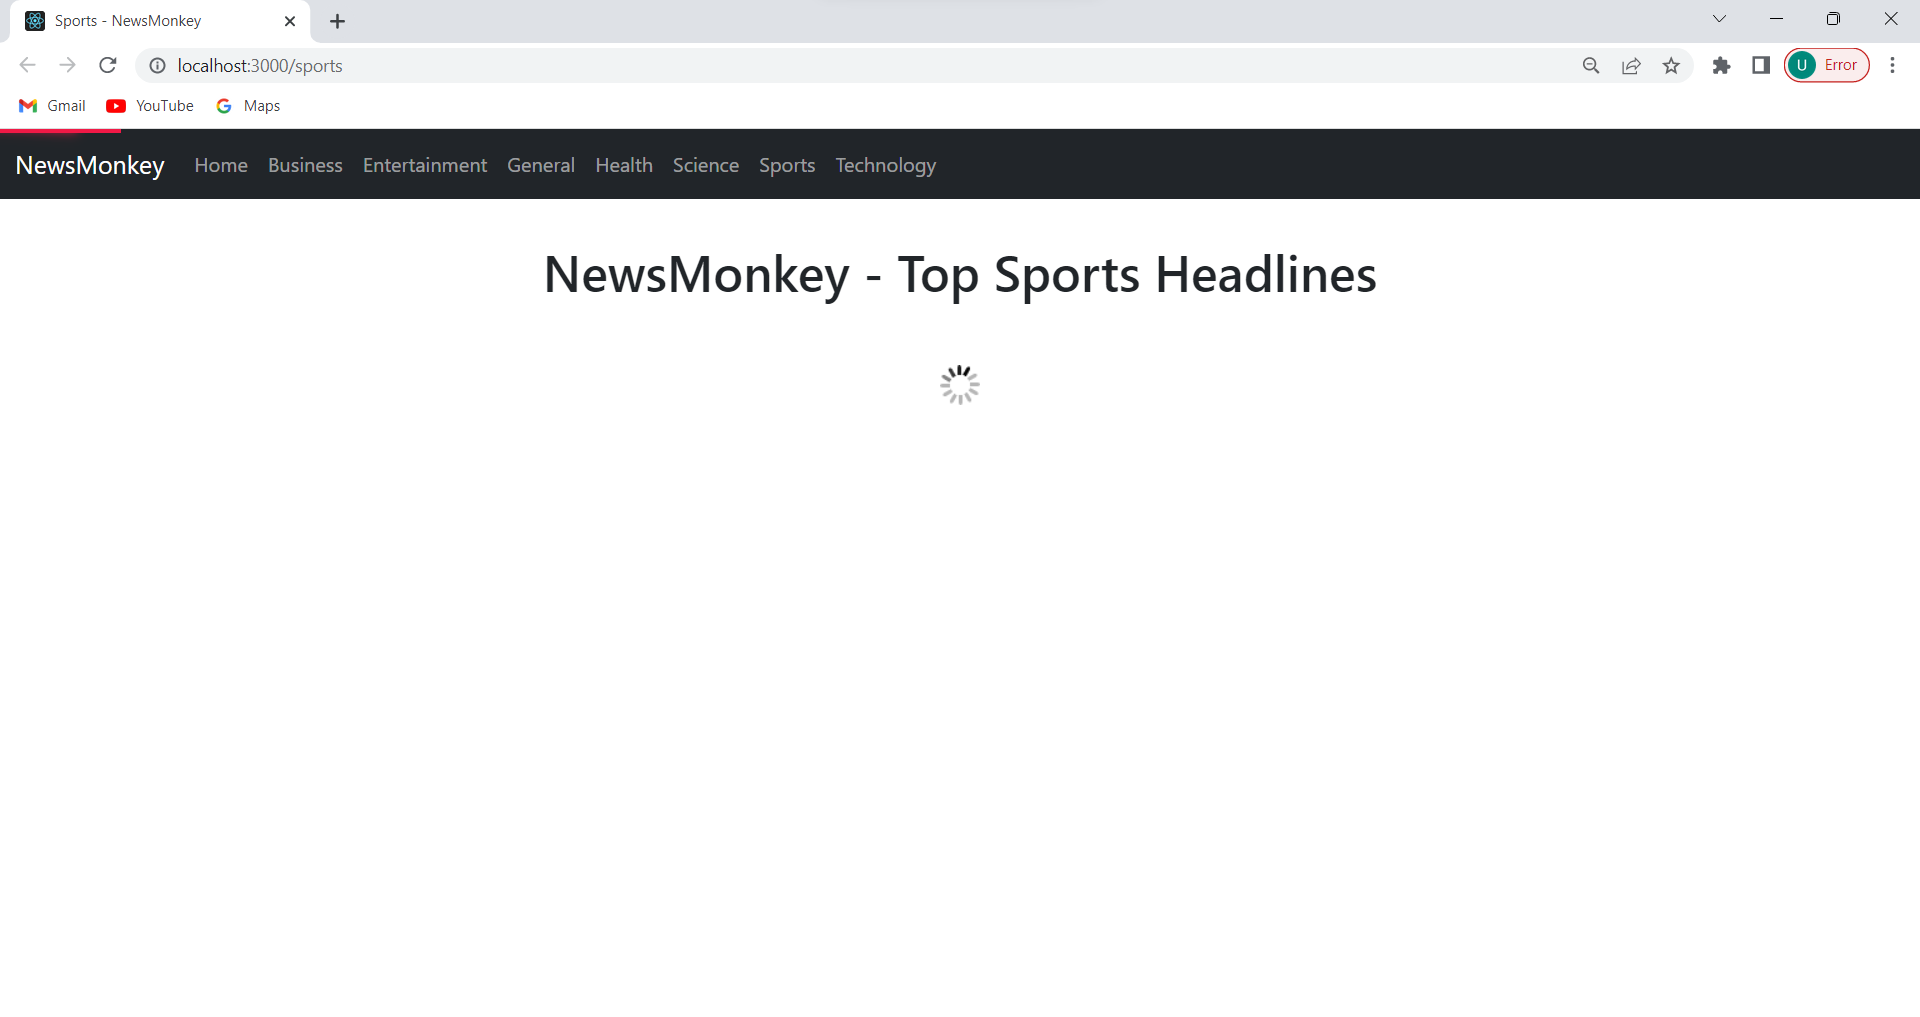 Sports - NewsMonkey
localhost:3000/sports
U Error
Gmail YouTube Maps
NewsMonkey Home Business Entertainment General Health Science Sports Technology
NewsMonkey - Top Sports Headlines